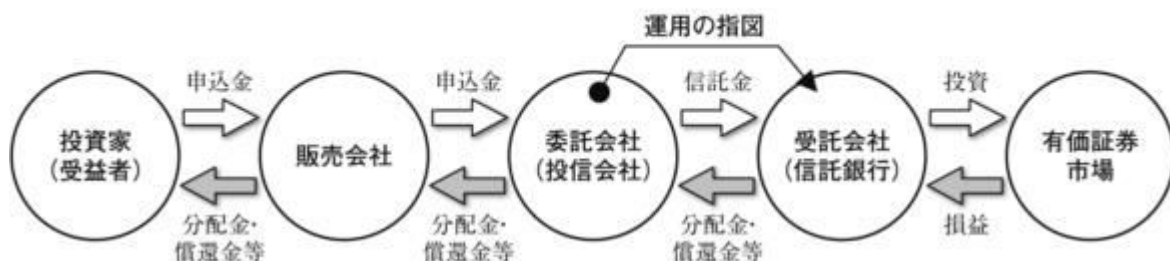 運用の指図
申込金
申込金
信託金
投資
投資家
(受益者)
販売会社
委託会社
(投信会社)
受託会社
(信託銀行)
有価証券
市場
分配金・
償還金等
分配金・
償還金等
分配金・
償還金等
損益